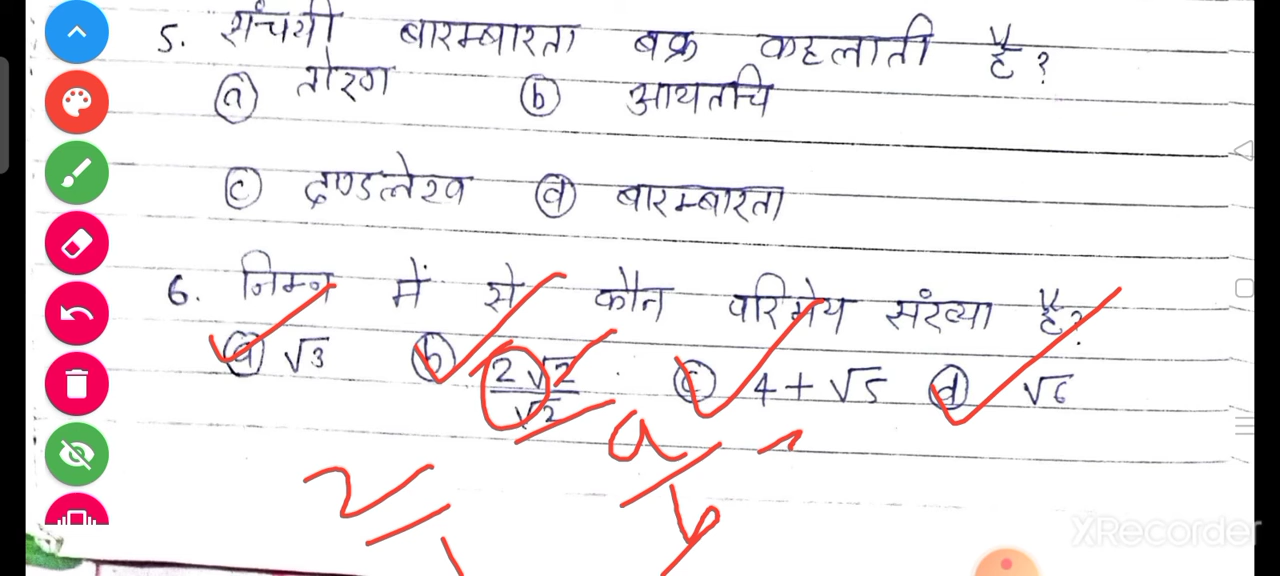 5. संचयी बारम्बारता बक्र कहलाती है?
(a) तोरण (b) आयतचि
(c) दण्डलेख (d) बारम्बारता
6. निम्न में से कौन परिमेय संख्या है?
(a) √3 (b) 2√2/√2 (c) 4+√5 (d) √6
a/b
2/1
XRecorder